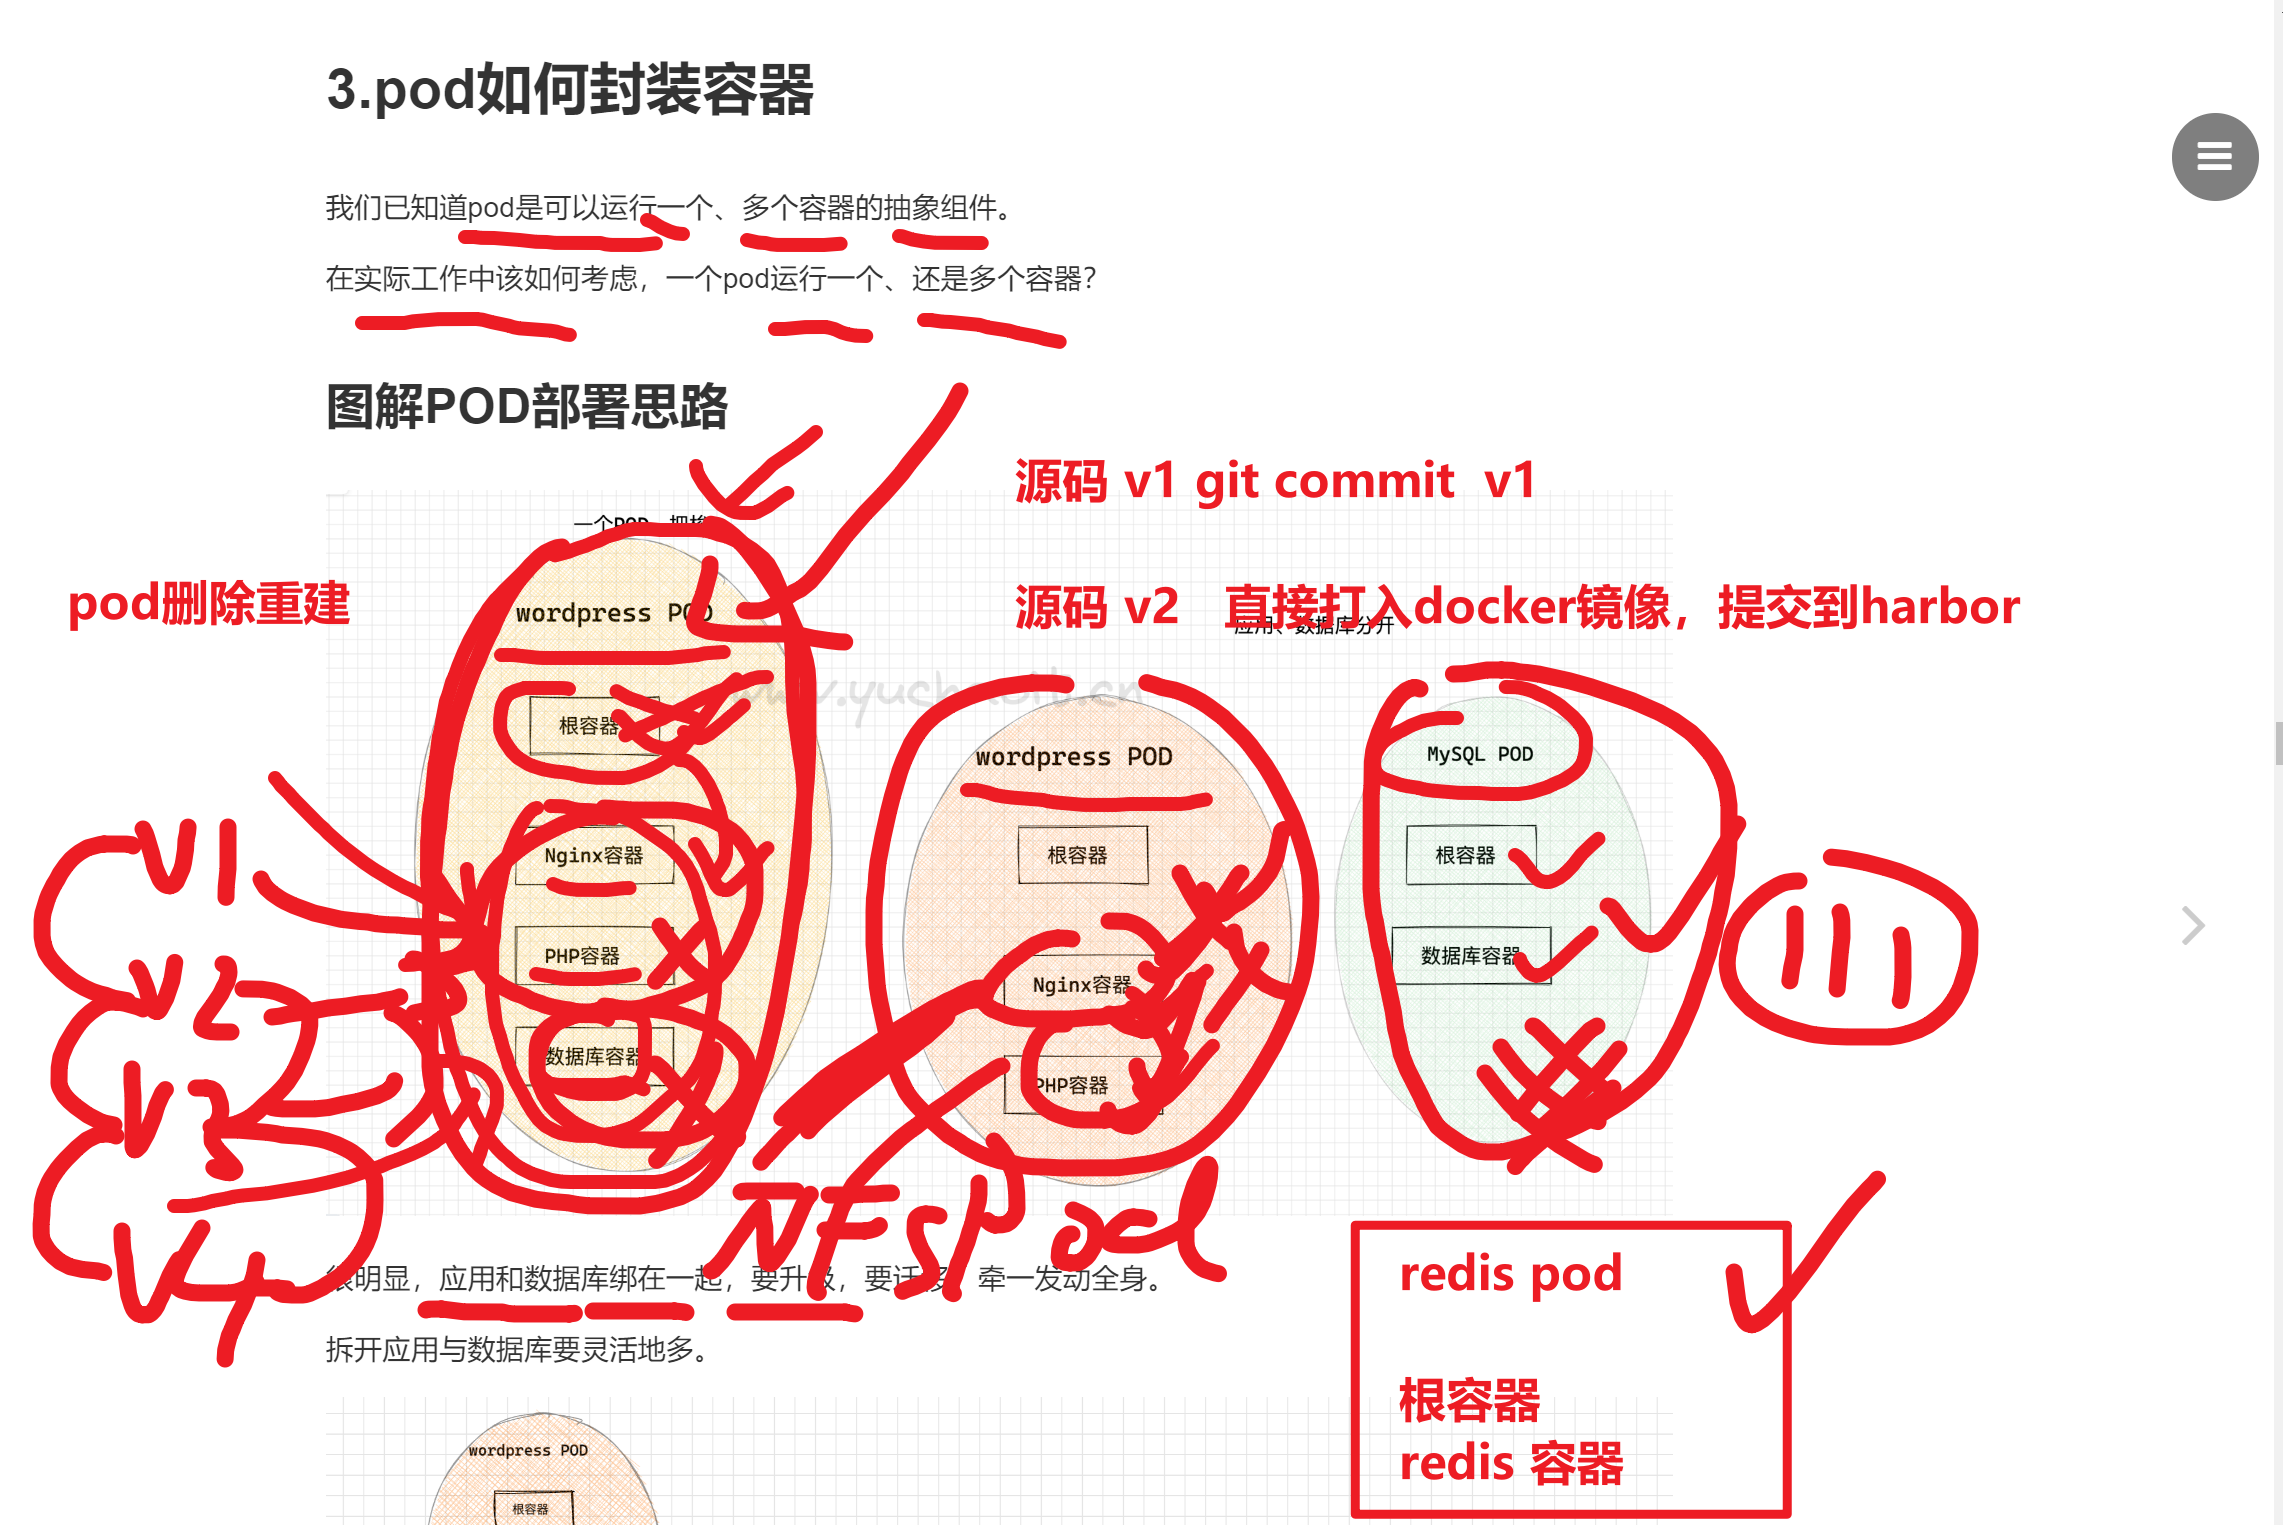 3.pod如何封装容器
我们已知道pod是可以运行一个、多个容器的抽象组件。
在实际工作中该如何考虑，一个pod运行一个、还是多个容器？
图解POD部署思路
源码 v1 git commit v1
一个POD
pod删除重建
源码 v2 直接打入docker镜像，提交到harbor
应用、数据库分开
wordpress POD
根容器
Nginx容器
PHP容器
数据库容器
wordpress POD
根容器
Nginx容器
PHP容器
MySQL POD
根容器
数据库容器
V1
V2
V3
V4
NFS Pod
很明显，应用和数据库绑在一起，要升级，要迁移，牵一发动全身。
拆开应用与数据库要灵活地多。
redis pod
根容器
redis 容器
wordpress POD
根容器